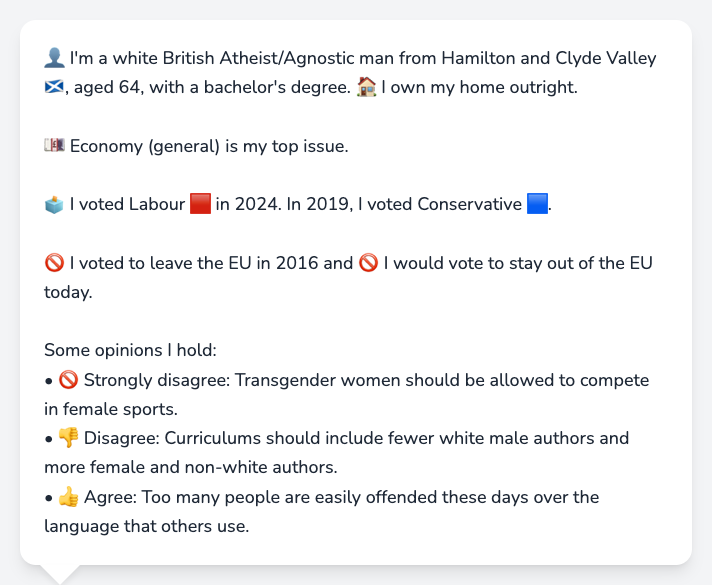 👤 I'm a white British Atheist/Agnostic man from Hamilton and Clyde Valley
🏴󠁧󠁢󠁳󠁣󠁴󠁿, aged 64, with a bachelor's degree. 🏠 I own my home outright.
💷 Economy (general) is my top issue.
🗳️ I voted Labour 🟥 in 2024. In 2019, I voted Conservative 🟦.
🚫 I voted to leave the EU in 2016 and 🚫 I would vote to stay out of the EU
today.
Some opinions I hold:
• 🚫 Strongly disagree: Transgender women should be allowed to compete
in female sports.
• 👎 Disagree: Curriculums should include fewer white male authors and
more female and non-white authors.
• 👍 Agree: Too many people are easily offended these days over the
language that others use.